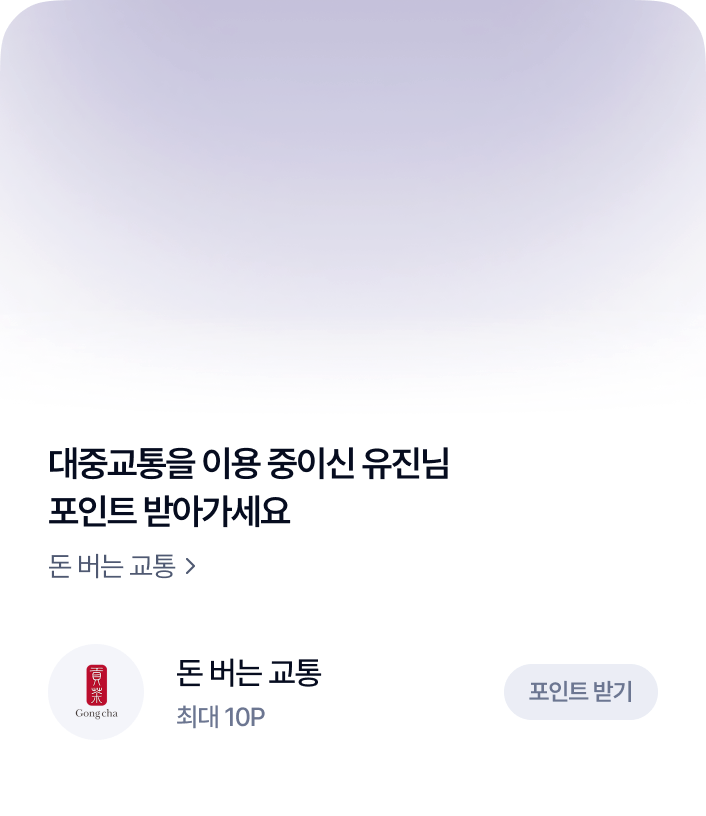 대중교통을 이용 중이신 유진님
포인트 받아가세요
돈 버는 교통 >
貢茶
Gong cha
돈 버는 교통
최대 10P
포인트 받기